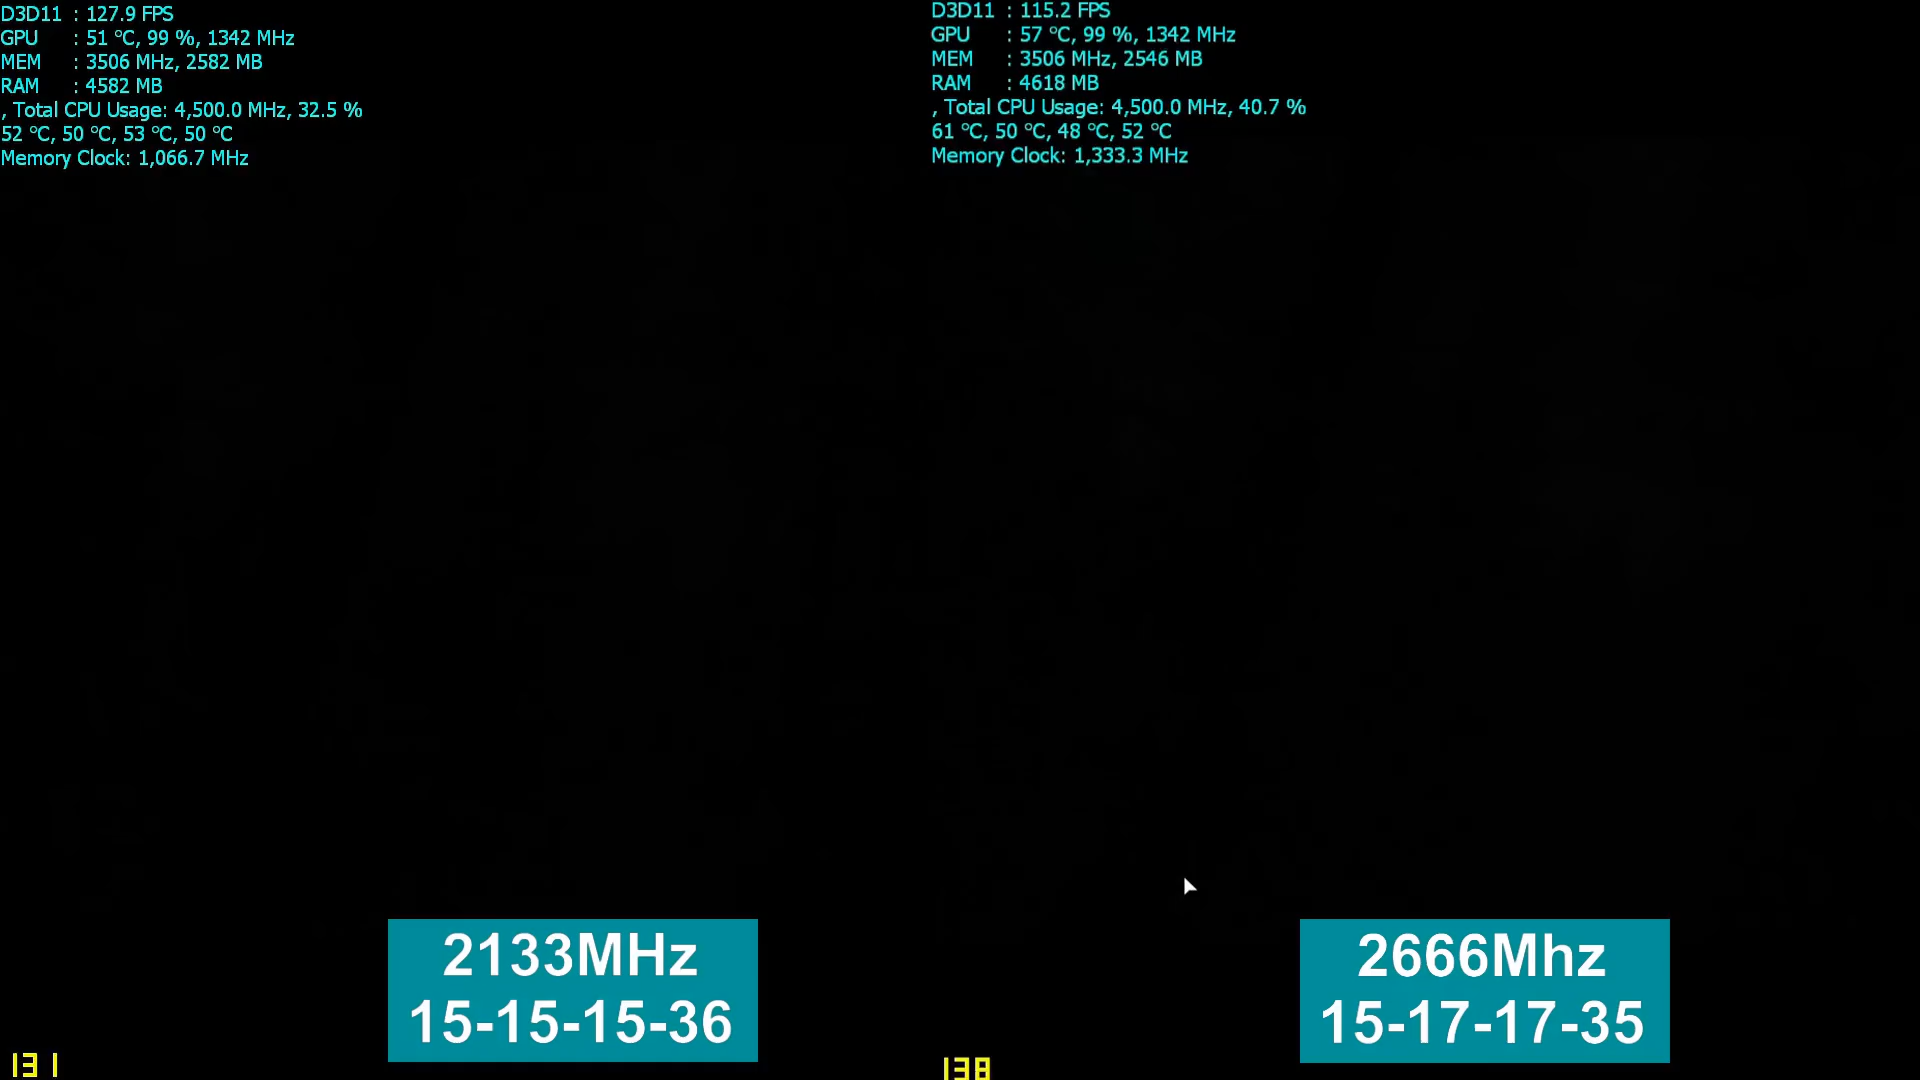 D3D11 : 127.9 FPS
GPU : 51 °C, 99 %, 1342 MHz
MEM : 3506 MHz, 2582 MB
RAM : 4582 MB
, Total CPU Usage: 4,500.0 MHz, 32.5 %
52 °C, 50 °C, 53 °C, 50 °C
Memory Clock: 1,066.7 MHz
D3D11 : 115.2 FPS
GPU : 57 °C, 99 %, 1342 MHz
MEM : 3506 MHz, 2546 MB
RAM : 4618 MB
, Total CPU Usage: 4,500.0 MHz, 40.7 %
61 °C, 50 °C, 48 °C, 52 °C
Memory Clock: 1,333.3 MHz
2133MHz
15-15-15-36
2666Mhz
15-17-17-35
131
138